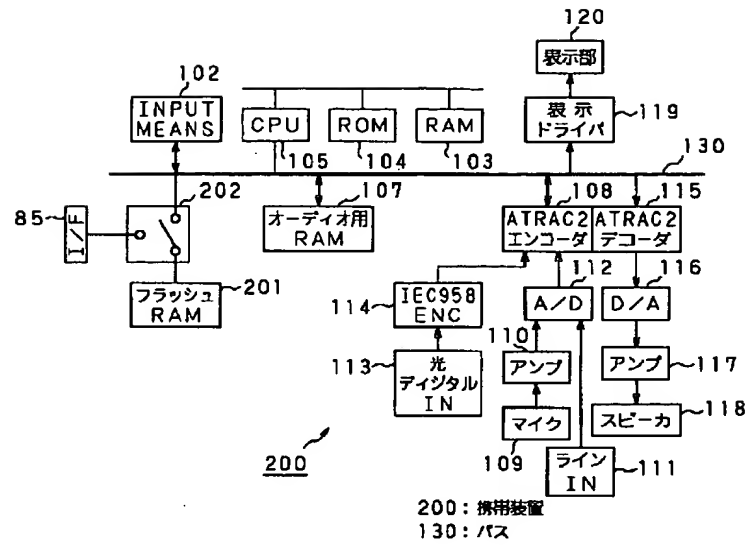 120
表示部
102
INPUT
MEANS
CPU
ROM
RAM
表示
ドライバ
119
105
104
103
130
85
I/F
202
107
オーディオ用
RAM
108
115
ATRAC2
エンコーダ
ATRAC2
デコーダ
フラッシュ
RAM
201
114
IEC958
ENC
112
A/D
116
D/A
110
アンプ
アンプ
117
113
光
ディジタル
IN
マイク
109
スピーカ
118
ライン
IN
111
200
200:携帯装置
130:バス